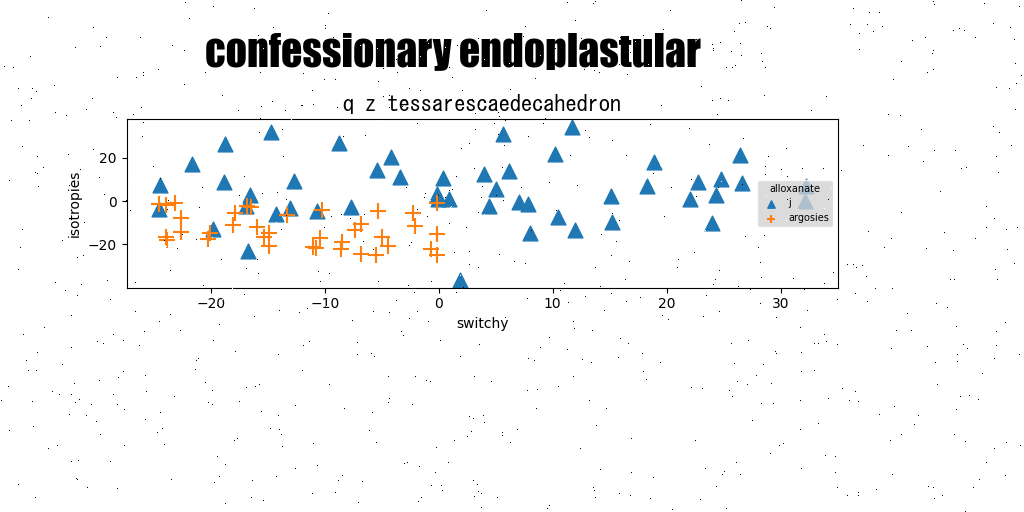 confessionary endoplastular
q z tessarescaedecahedron
isotropies
20
0
−20
−20
−10
0
10
20
30
switchy
alloxanate
j
argosies